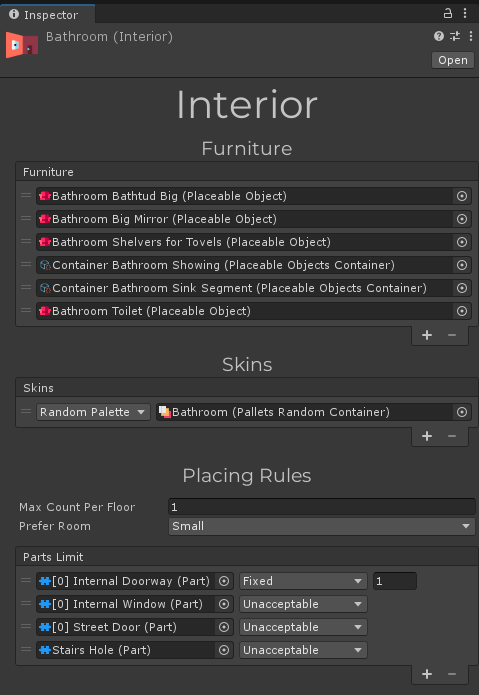 Inspector
Bathroom (Interior)
Open
Interior
Furniture
Furniture
Bathroom Bathtud Big (Placeable Object)
Bathroom Big Mirror (Placeable Object)
Bathroom Shelvers for Tovels (Placeable Object)
Container Bathroom Showing (Placeable Objects Container)
Container Bathroom Sink Segment (Placeable Objects Container)
Bathroom Toilet (Placeable Object)
Skins
Skins
Random Palette Bathroom (Pallets Random Container)
Placing Rules
Max Count Per Floor 1
Prefer Room Small
Parts Limit
[0] Internal Doorway (Part) Fixed 1
[0] Internal Window (Part) Unacceptable
[0] Street Door (Part) Unacceptable
Stairs Hole (Part) Unacceptable